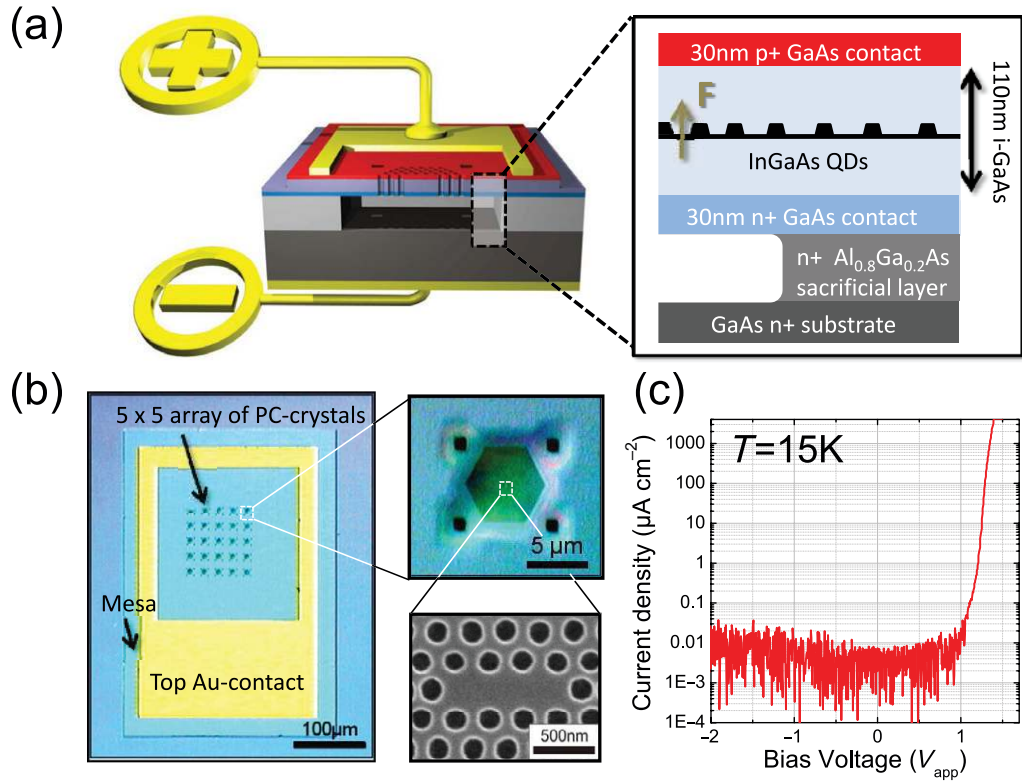 (a)
30nm p+ GaAs contact
F
110nm i-GaAs
InGaAs QDs
30nm n+ GaAs contact
n+ Al0.8Ga0.2As
sacrificial layer
GaAs n+ substrate
(b)
5 x 5 array of PC-crystals
Mesa
Top Au-contact
100μm
5 μm
500nm
(c)
T=15K
Current density (μA cm−2)
1000
100
10
1
0.1
0.01
1E−3
1E−4
−2
−1
0
1
Bias Voltage (Vapp)